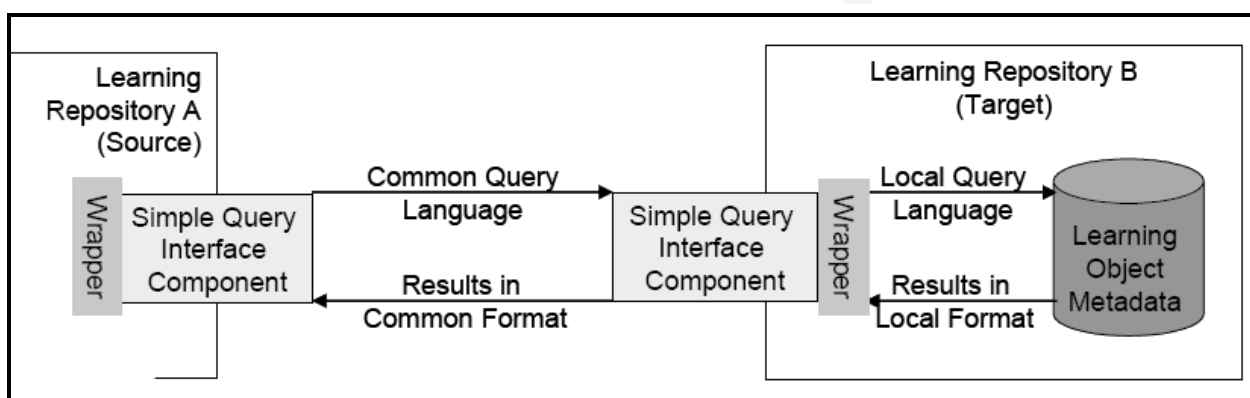 Learning
Repository A
(Source)
Wrapper
Simple Query
Interface
Component
Common Query
Language
Results in
Common Format
Learning Repository B
(Target)
Simple Query
Interface
Component
Wrapper
Local Query
Language
Results in
Local Format
Learning
Object
Metadata